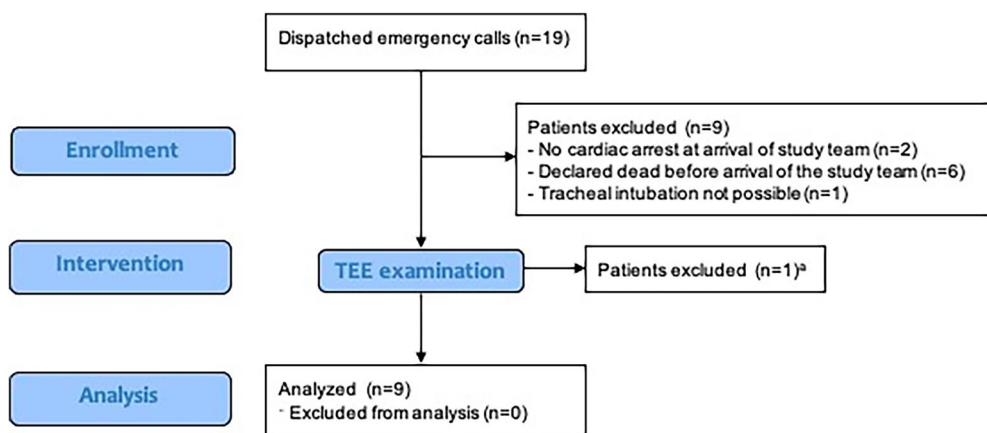 Dispatched emergency calls (n=19)
Enrollment
Patients excluded (n=9)
- No cardiac arrest at arrival of study team (n=2)
- Declared dead before arrival of the study team (n=6)
- Tracheal intubation not possible (n=1)
Intervention
TEE examination
Patients excluded (n=1)ᵃ
Analysis
Analyzed (n=9)
- Excluded from analysis (n=0)